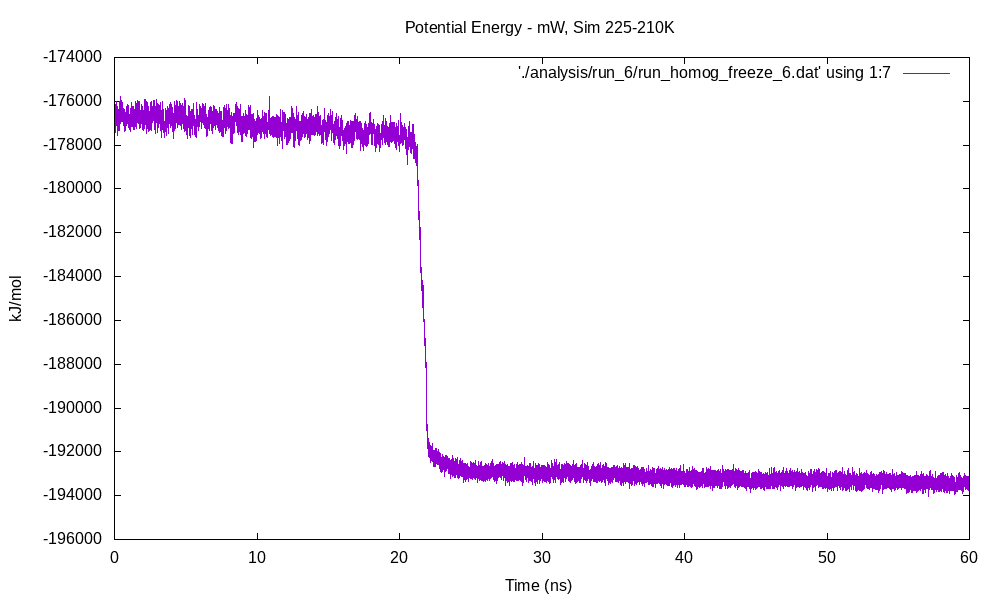 Potential Energy - mW, Sim 225-210K
'./analysis/run_6/run_homog_freeze_6.dat' using 1:7
-174000
-176000
-178000
-180000
-182000
-184000
-186000
-188000
-190000
-192000
-194000
-196000
kJ/mol
0 10 20 30 40 50 60
Time (ns)